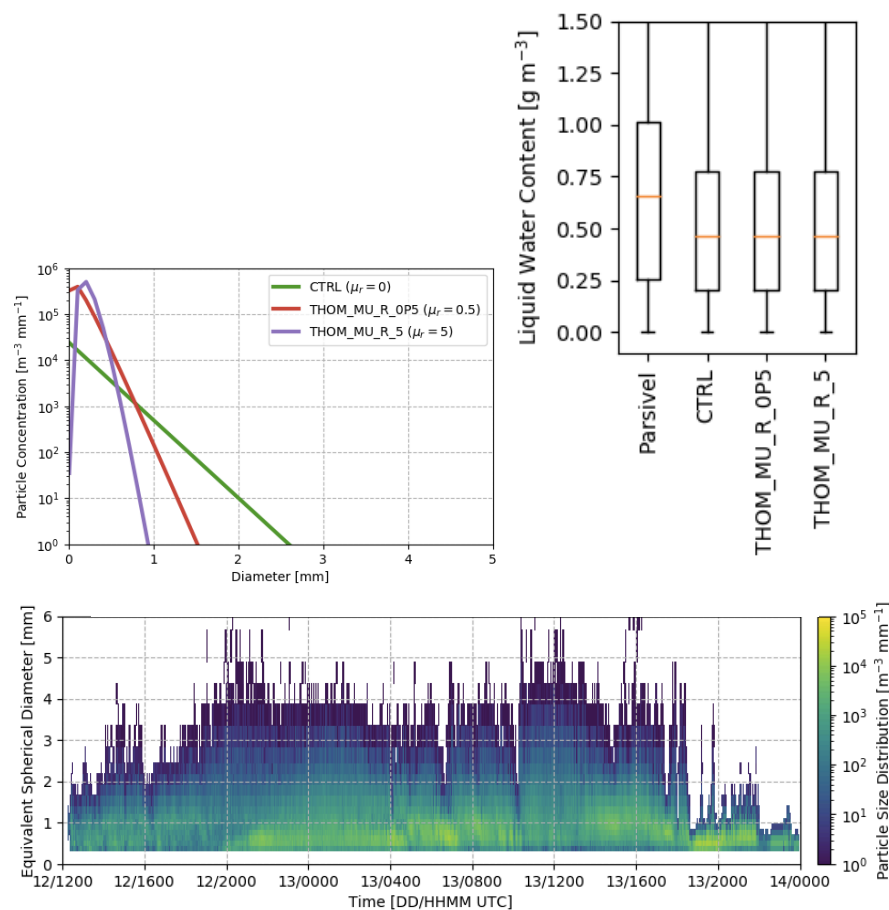 Liquid Water Content [g m⁻³]
1.50
1.25
1.00
0.75
0.50
0.25
0.00
Parsivel
CTRL
THOM_MU_R_0P5
THOM_MU_R_5
Particle Concentration [m⁻³ mm⁻¹]
10⁶
10⁵
10⁴
10³
10²
10¹
10⁰
CTRL (μᵣ = 0)
THOM_MU_R_0P5 (μᵣ = 0.5)
THOM_MU_R_5 (μᵣ = 5)
0 1 2 3 4 5
Diameter [mm]
Equivalent Spherical Diameter [mm]
6
5
4
3
2
1
0
12/1200 12/1600 12/2000 13/0000 13/0400 13/0800 13/1200 13/1600 13/2000 14/0000
Time [DD/HHMM UTC]
10⁵
10⁴
10³
10²
10¹
10⁰
Particle Size Distribution [m⁻³ mm⁻¹]